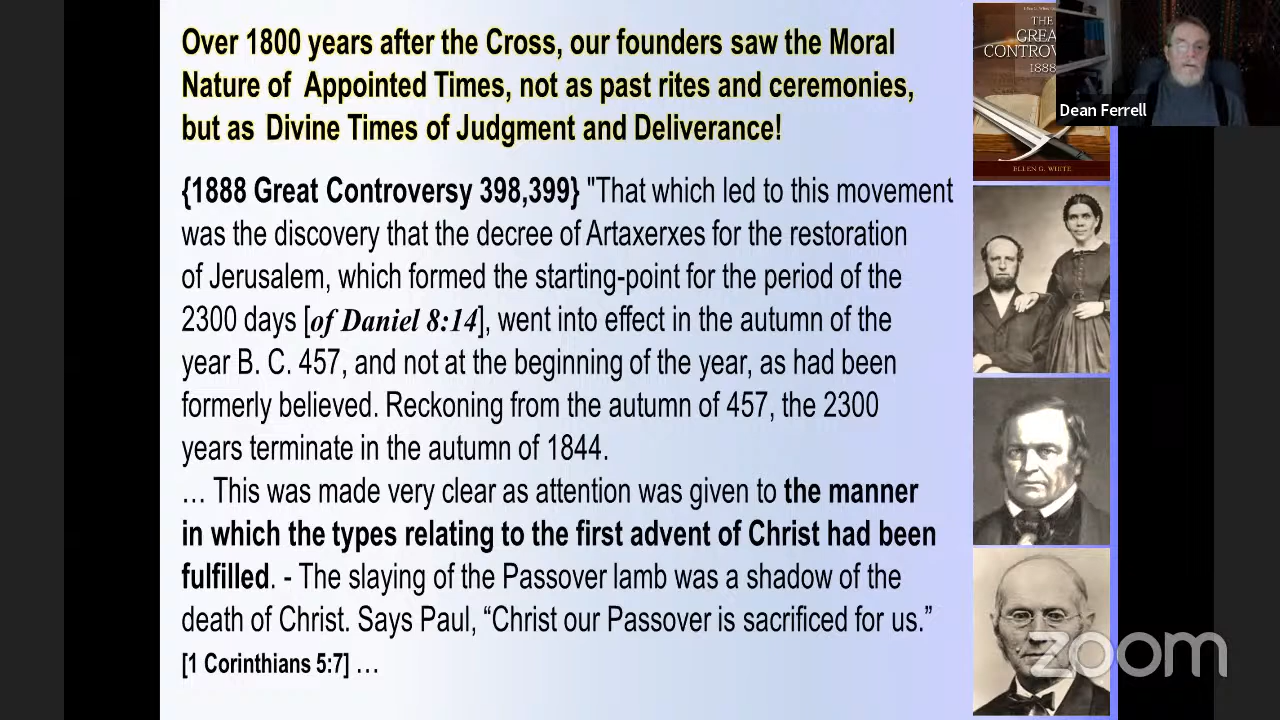 Over 1800 years after the Cross, our founders saw the Moral
Nature of Appointed Times, not as past rites and ceremonies,
but as Divine Times of Judgment and Deliverance!
{1888 Great Controversy 398,399} "That which led to this movement
was the discovery that the decree of Artaxerxes for the restoration
of Jerusalem, which formed the starting-point for the period of the
2300 days [of Daniel 8:14], went into effect in the autumn of the
year B. C. 457, and not at the beginning of the year, as had been
formerly believed. Reckoning from the autumn of 457, the 2300
years terminate in the autumn of 1844.
… This was made very clear as attention was given to the manner
in which the types relating to the first advent of Christ had been
fulfilled. - The slaying of the Passover lamb was a shadow of the
death of Christ. Says Paul, “Christ our Passover is sacrificed for us.”
[1 Corinthians 5:7] …
THE
GREA
CONTROV
1888
ELLEN G. WHITE
Dean Ferrell
zoom